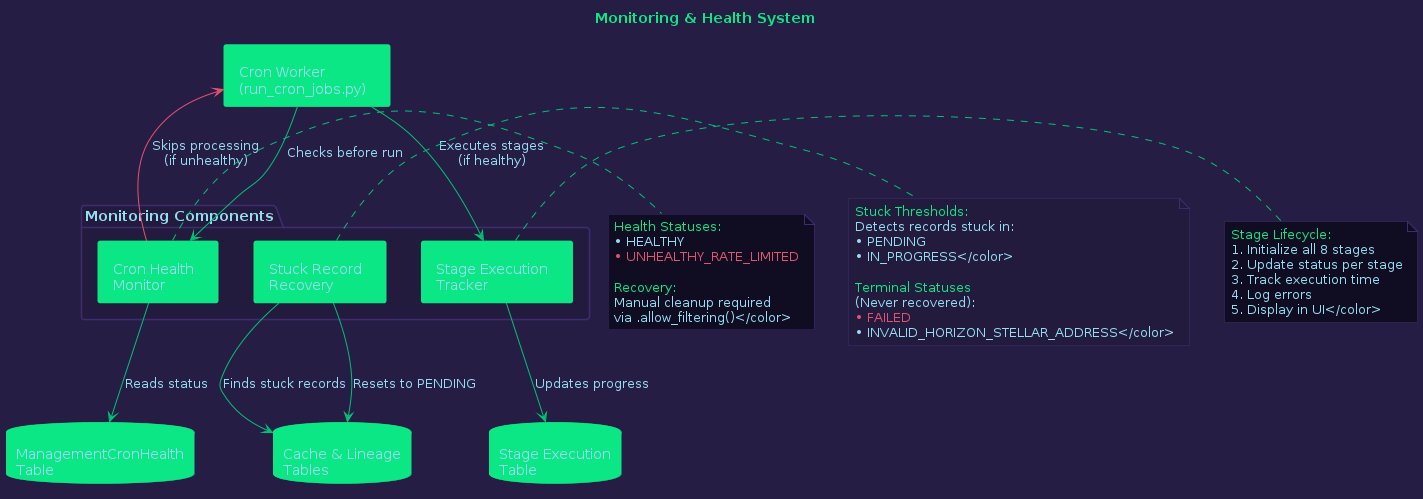 Monitoring & Health System
Cron Worker
(run_cron_jobs.py)
Skips processing
(if unhealthy)
Checks before run
Executes stages
(if healthy)
Monitoring Components
Cron Health
Monitor
Stuck Record
Recovery
Stage Execution
Tracker
Health Statuses:
• HEALTHY
• UNHEALTHY_RATE_LIMITED
Recovery:
Manual cleanup required
via .allow_filtering()</color>
Stuck Thresholds:
Detects records stuck in:
• PENDING
• IN_PROGRESS</color>
Terminal Statuses
(Never recovered):
• FAILED
• INVALID_HORIZON_STELLAR_ADDRESS</color>
Stage Lifecycle:
1. Initialize all 8 stages
2. Update status per stage
3. Track execution time
4. Log errors
5. Display in UI</color>
Reads status
Finds stuck records
Resets to PENDING
Updates progress
ManagementCronHealth
Table
Cache & Lineage
Tables
Stage Execution
Table